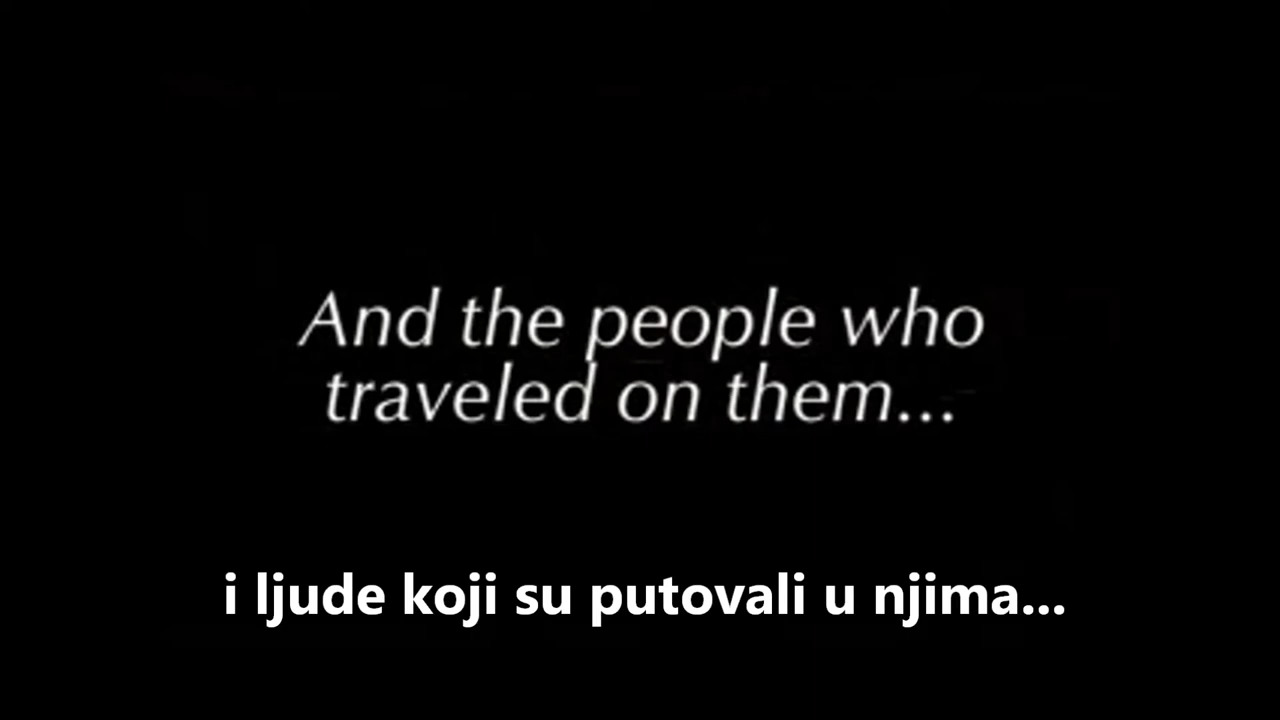 And the people who
traveled on them...
i ljude koji su putovali u njima...